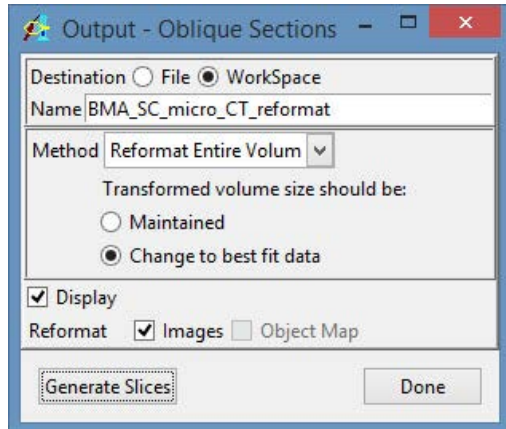 Output - Oblique Sections
Destination File WorkSpace
Name BMA_SC_micro_CT_reformat
Method Reformat Entire Volum
Transformed volume size should be:
Maintained
Change to best fit data
Display
Reformat Images Object Map
Generate Slices Done